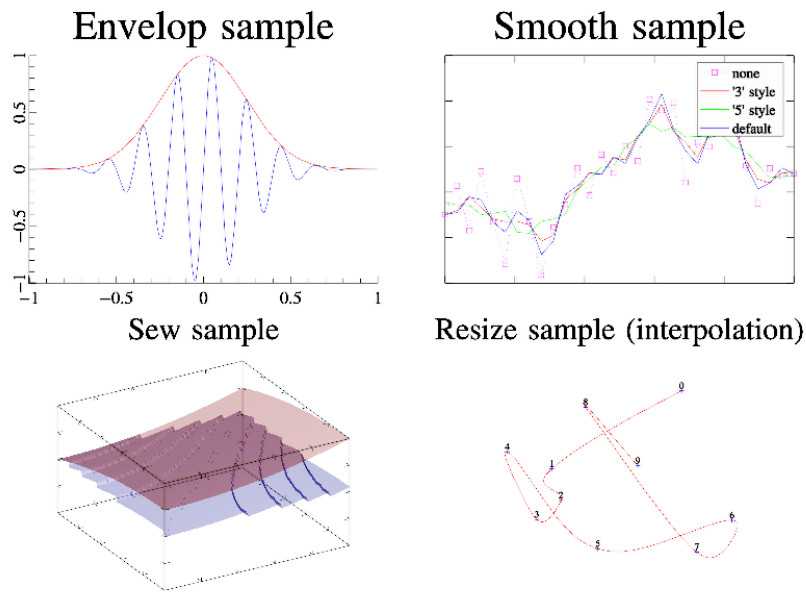 Envelop sample
1
0.5
0
−0.5
−1
−1
−0.5
0
0.5
1
Smooth sample
none
'3' style
'5' style
default
Sew sample
Resize sample (interpolation)
0
8
4
1
9
2
3
6
5
7